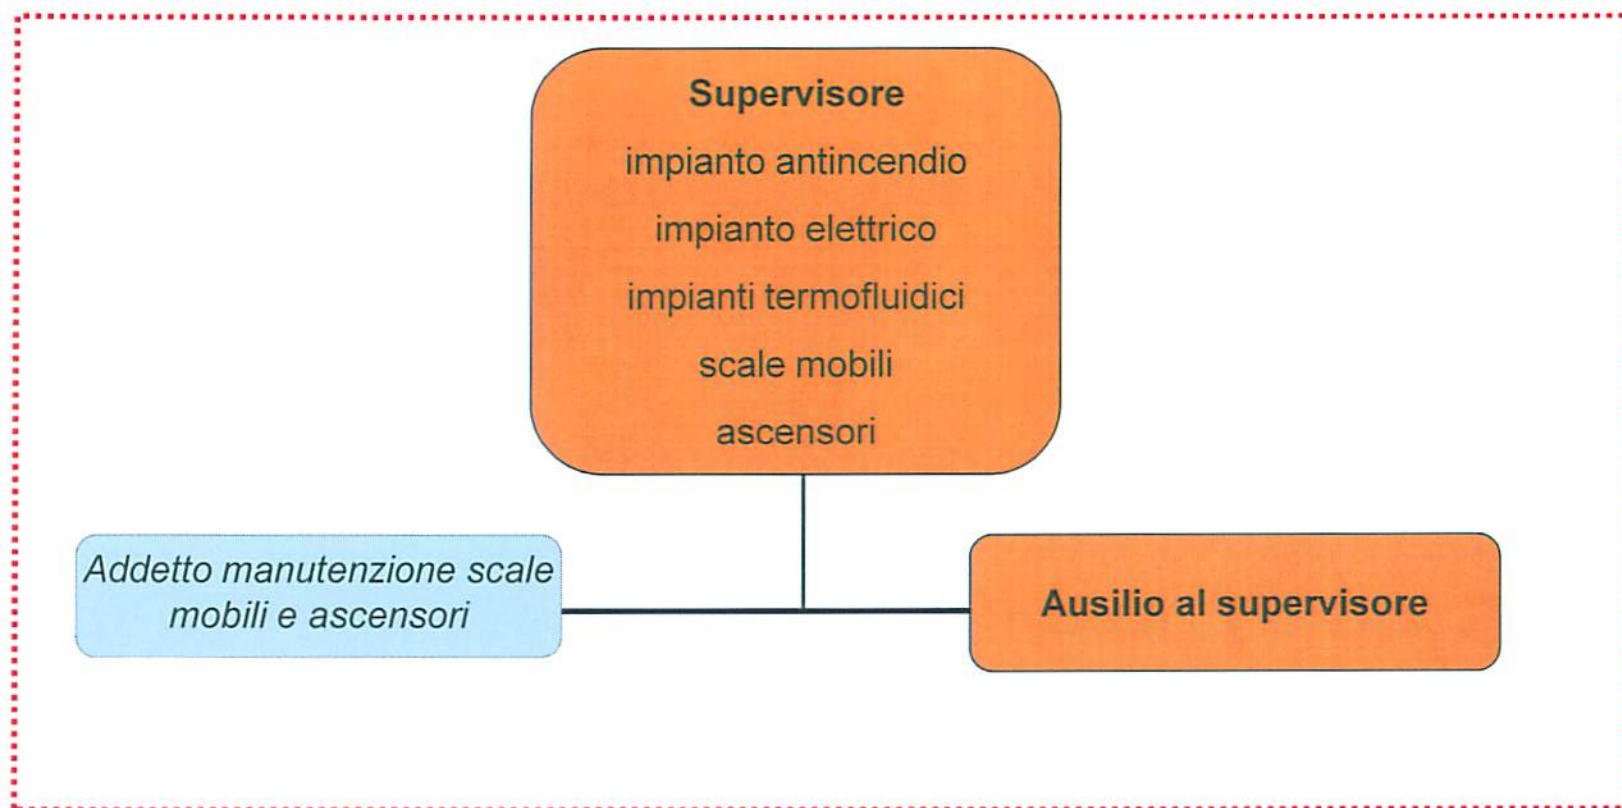 Supervisore
impianto antincendio
impianto elettrico
impianti termofluidici
scale mobili
ascensori
Addetto manutenzione scale
mobili e ascensori
Ausilio al supervisore